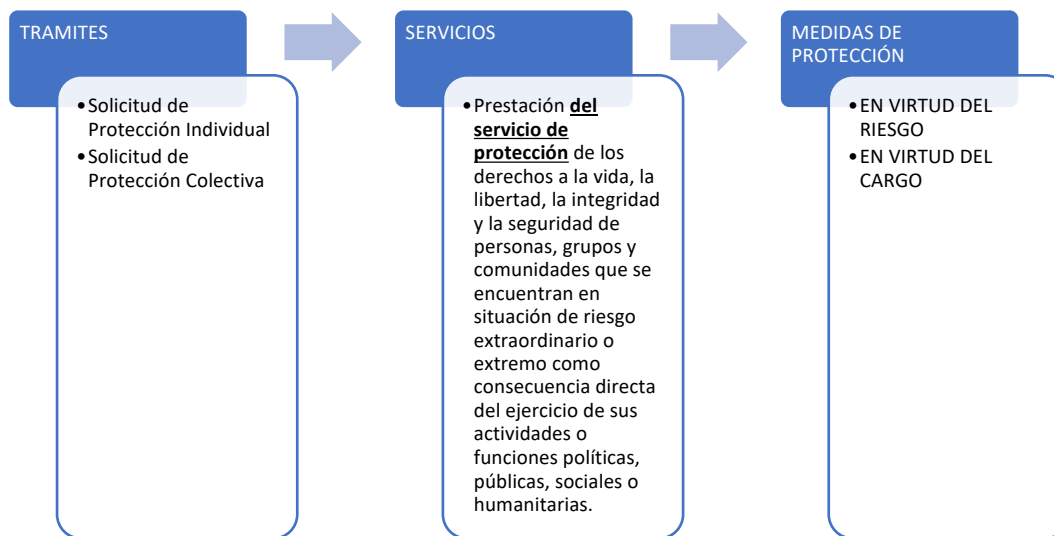 TRAMITES
•Solicitud de
Protección Individual
•Solicitud de
Protección Colectiva
SERVICIOS
•Prestación del
servicio de
protección de los
derechos a la vida, la
libertad, la integridad
y la seguridad de
personas, grupos y
comunidades que se
encuentran en
situación de riesgo
extraordinario o
extremo como
consecuencia directa
del ejercicio de sus
actividades o
funciones políticas,
públicas, sociales o
humanitarias.
MEDIDAS DE
PROTECCIÓN
•EN VIRTUD DEL
RIESGO
•EN VIRTUD DEL
CARGO